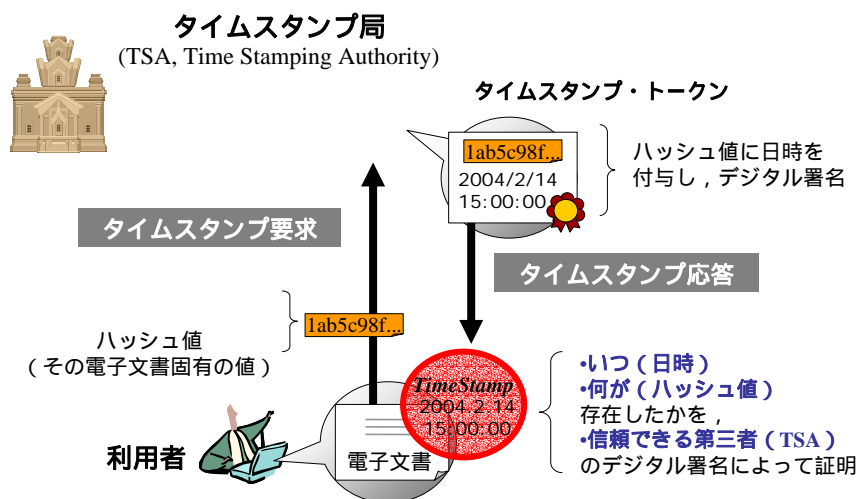 タイムスタンプ局
(TSA, Time Stamping Authority)
タイムスタンプ・トークン
1ab5c98f...
2004/2/14
15:00:00
ハッシュ値に日時を
付与し，デジタル署名
タイムスタンプ要求
タイムスタンプ応答
1ab5c98f...
ハッシュ値
（その電子文書固有の値）
TimeStamp
2004 2 14
15:00:00
電子文書
利用者
•いつ（日時）
•何が（ハッシュ値）
存在したかを，
•信頼できる第三者（TSA）
のデジタル署名によって証明